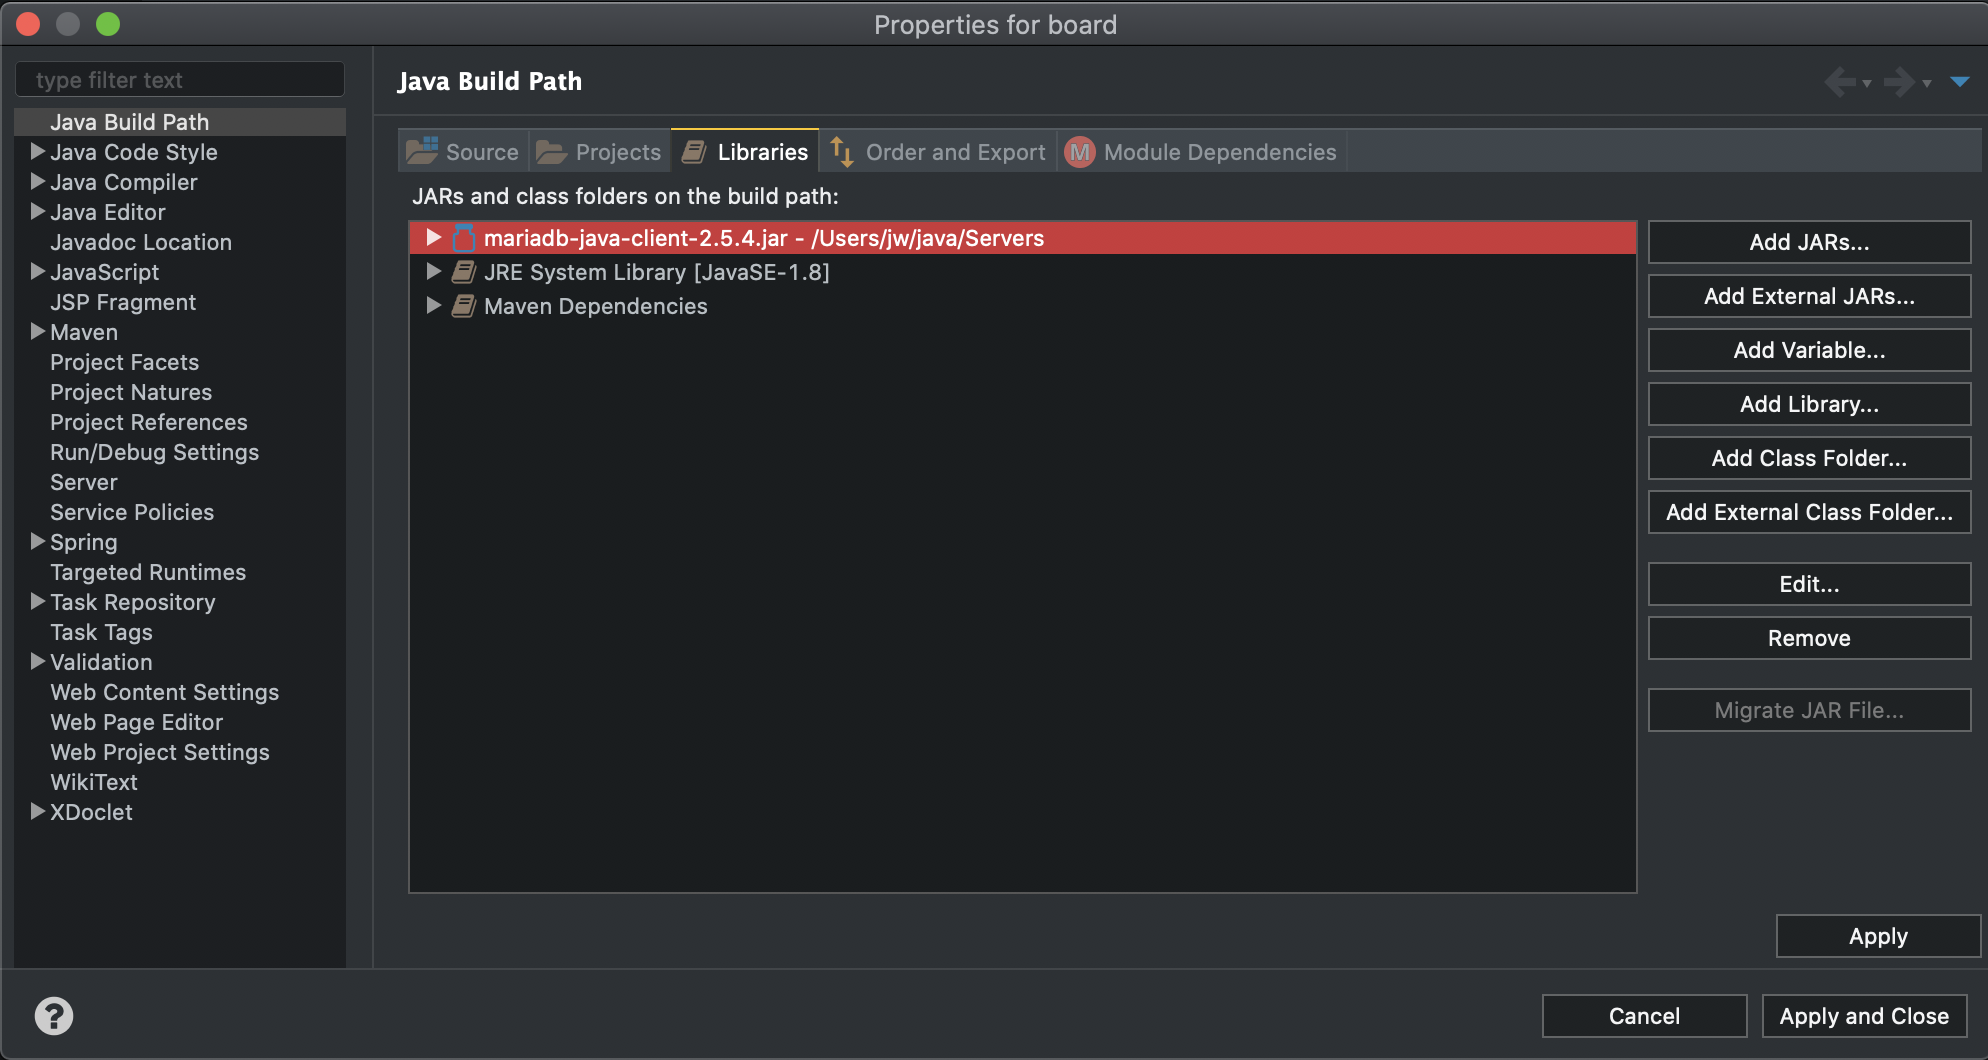 Properties for board
type filter text
Java Build Path
Java Code Style
Java Compiler
Java Editor
Javadoc Location
JavaScript
JSP Fragment
Maven
Project Facets
Project Natures
Project References
Run/Debug Settings
Server
Service Policies
Spring
Targeted Runtimes
Task Repository
Task Tags
Validation
Web Content Settings
Web Page Editor
Web Project Settings
WikiText
XDoclet
Java Build Path
Source Projects Libraries Order and Export M Module Dependencies
JARs and class folders on the build path:
mariadb-java-client-2.5.4.jar - /Users/jw/java/Servers
JRE System Library [JavaSE-1.8]
Maven Dependencies
Add JARs...
Add External JARs...
Add Variable...
Add Library...
Add Class Folder...
Add External Class Folder...
Edit...
Remove
Migrate JAR File...
Apply
?
Cancel
Apply and Close